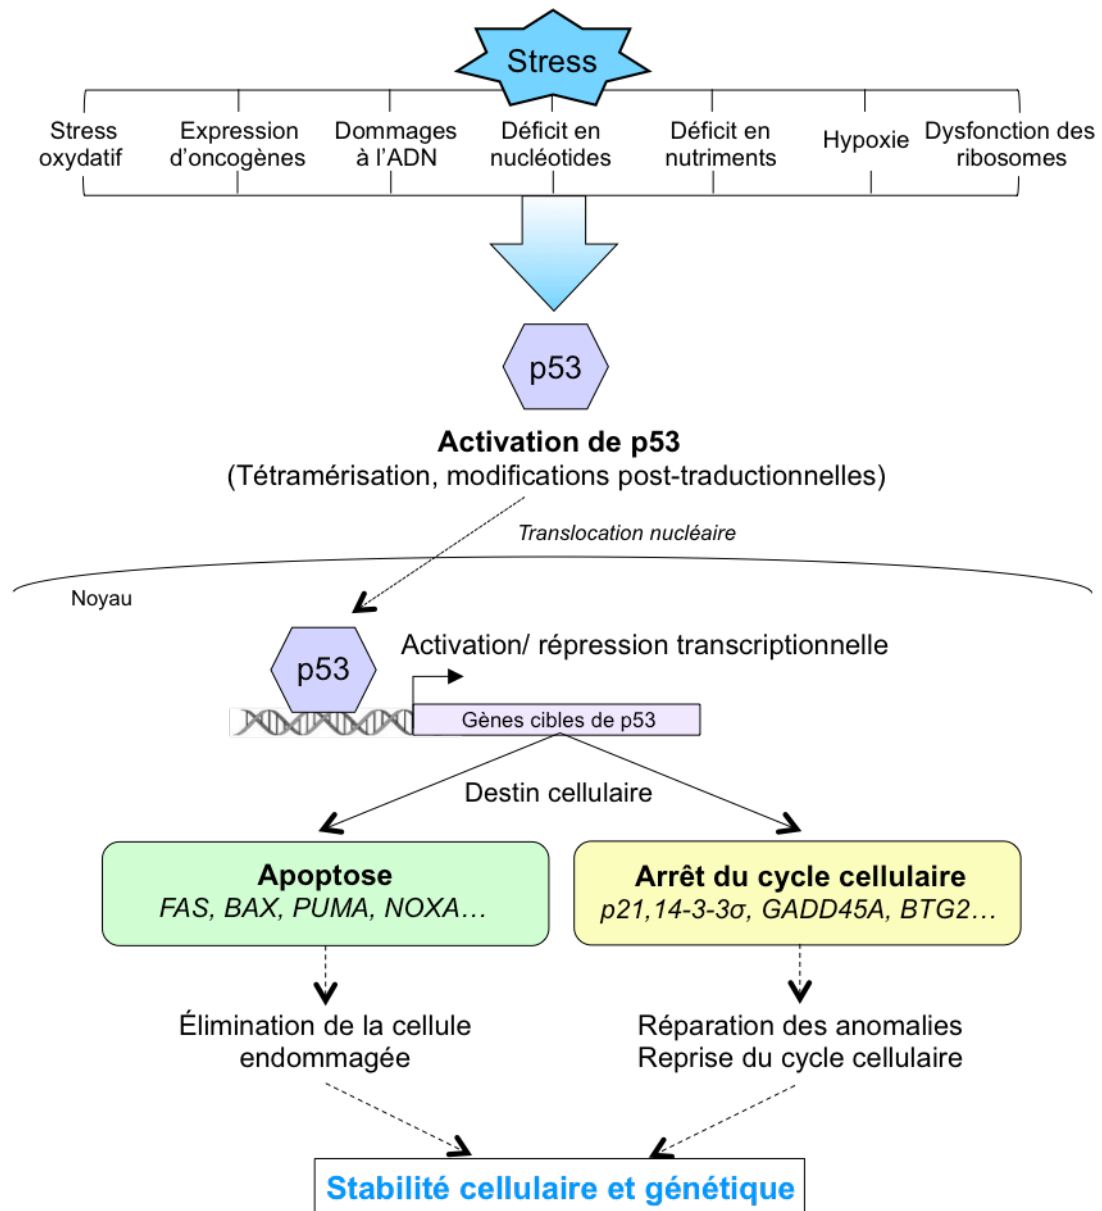 Stress
Stress
oxydatif
Expression
d’oncogènes
Dommages
à l’ADN
Déficit en
nucléotides
Déficit en
nutriments
Hypoxie
Dysfonction des
ribosomes
p53
Activation de p53
(Tétramérisation, modifications post-traductionnelles)
Translocation nucléaire
Noyau
p53
Activation/ répression transcriptionnelle
Gènes cibles de p53
Destin cellulaire
Apoptose
FAS, BAX, PUMA, NOXA…
Arrêt du cycle cellulaire
p21,14-3-3σ, GADD45A, BTG2…
Élimination de la cellule
endommagée
Réparation des anomalies
Reprise du cycle cellulaire
Stabilité cellulaire et génétique